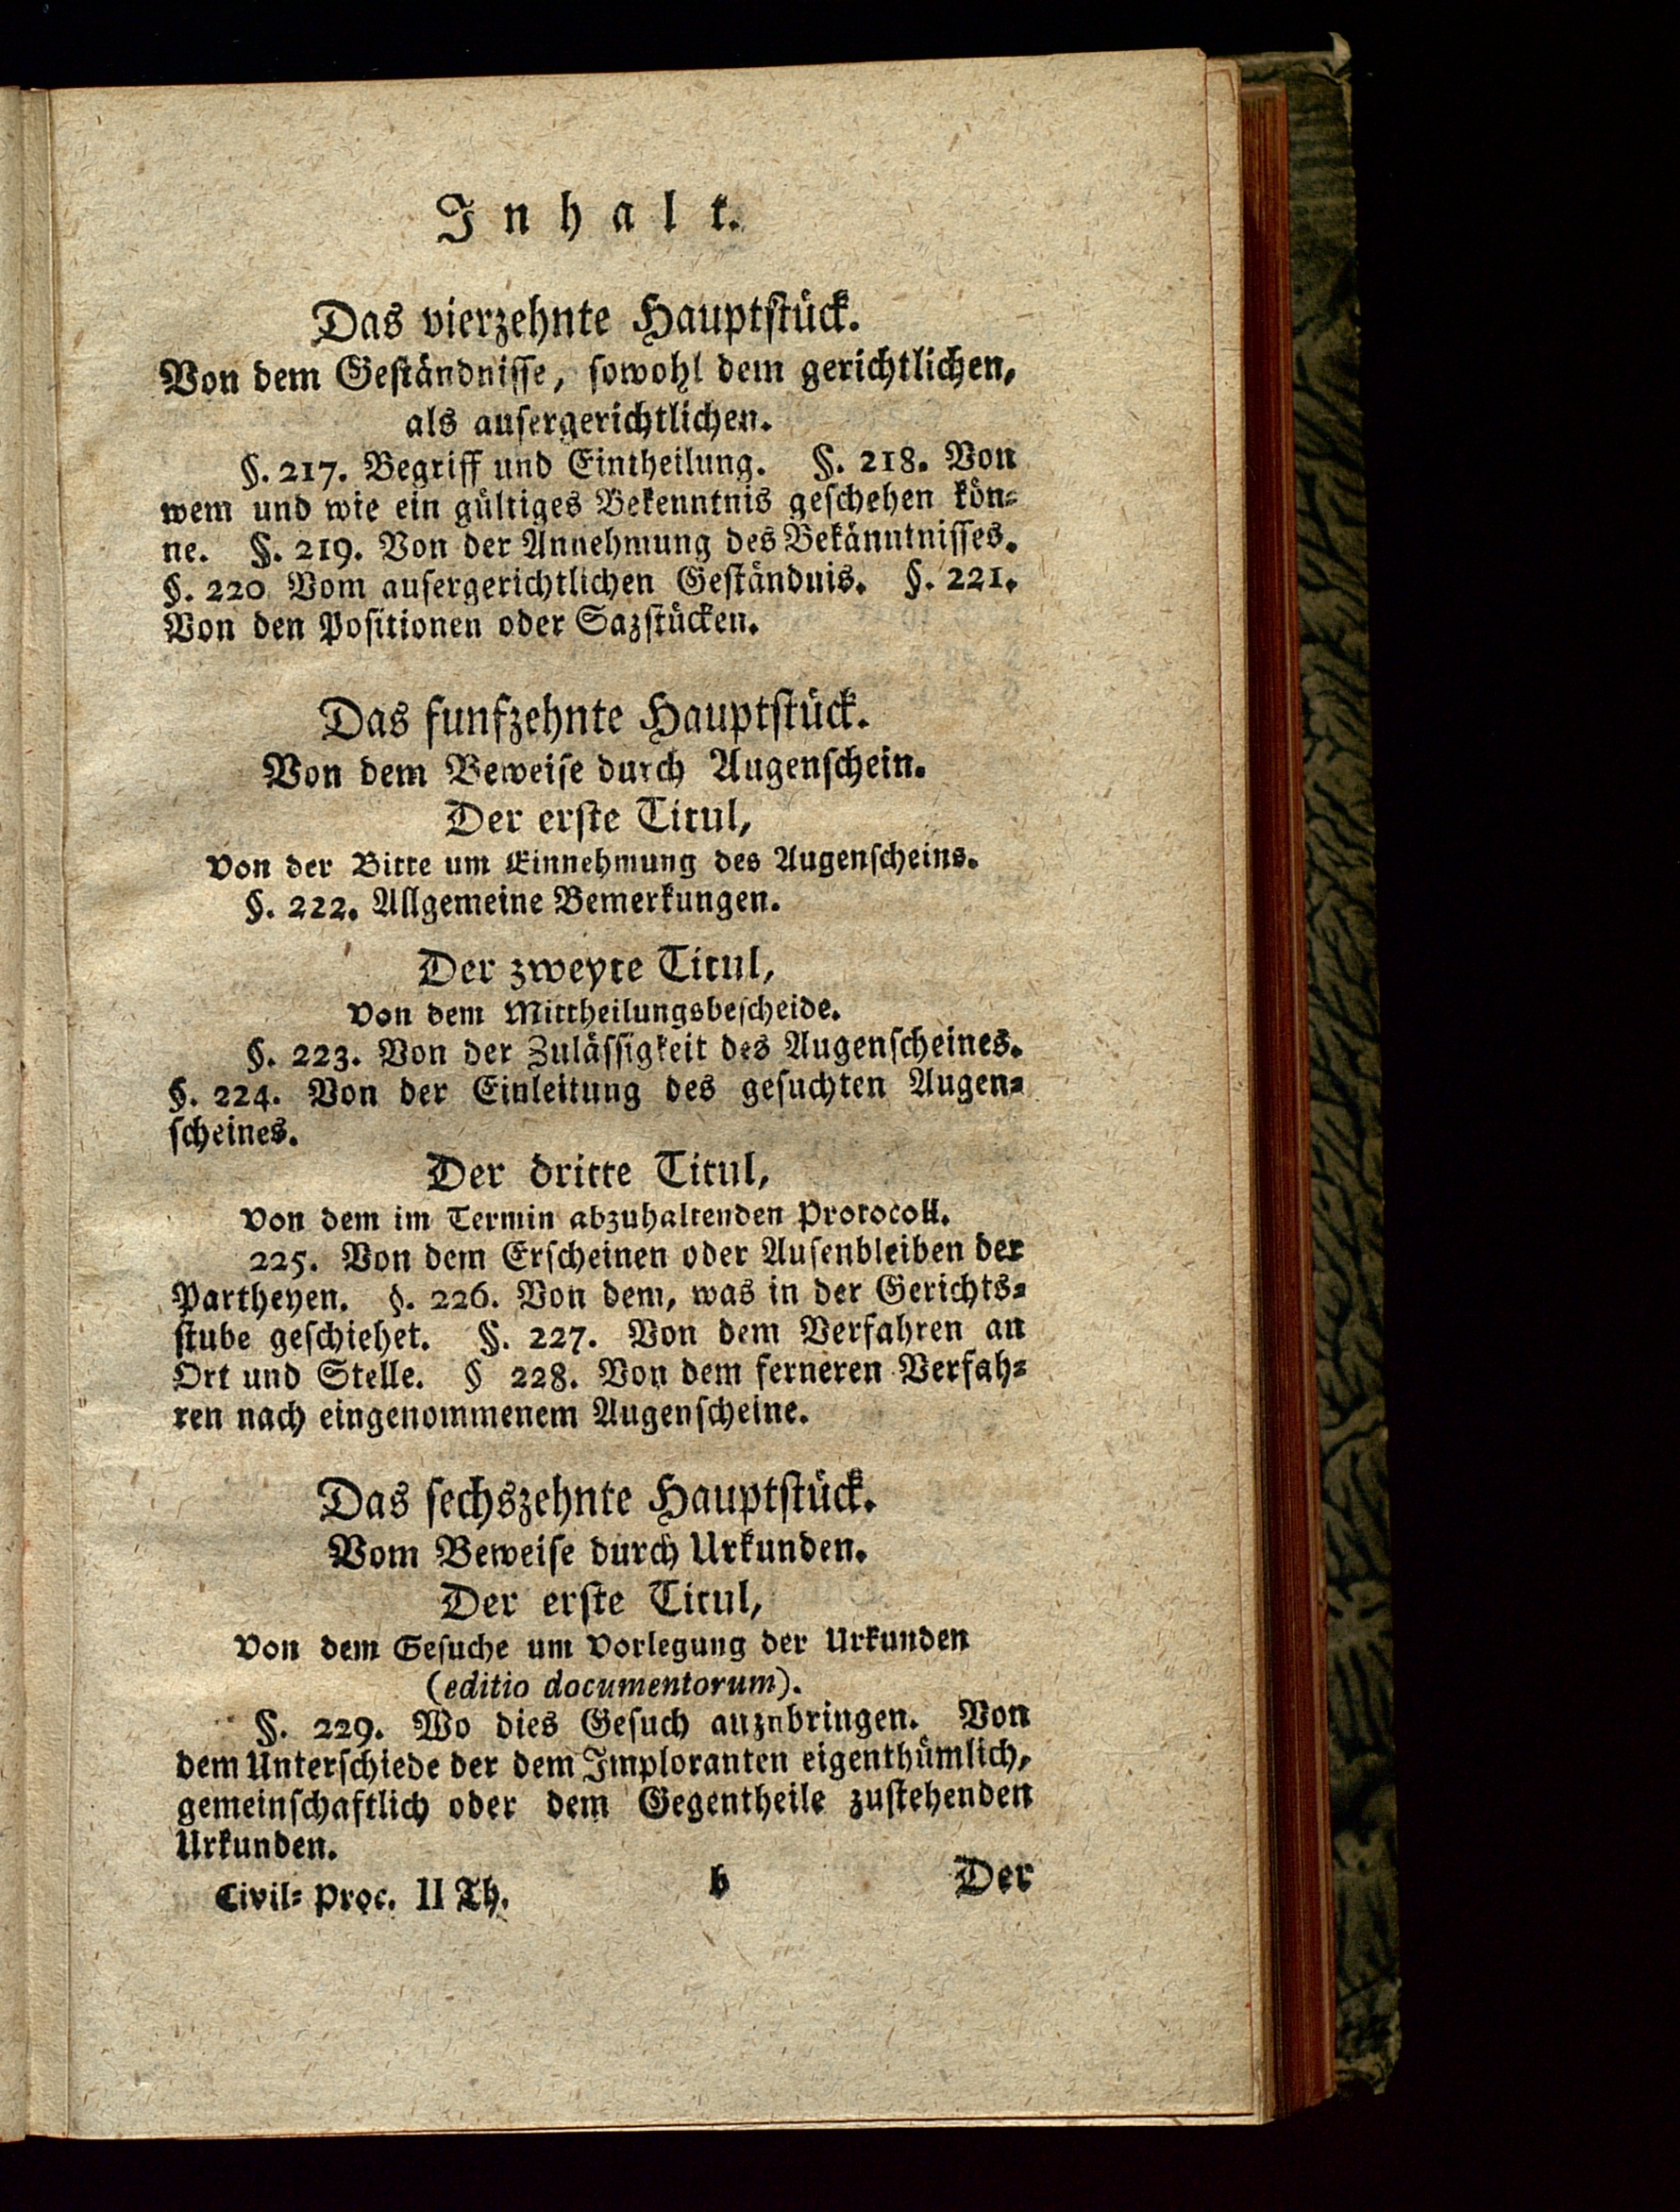 Inhalt.
Das vierzehnte Hauptstück.
Von dem Geständnisse, sowohl dem gerichtlichen,
als ausergerichtlichen.
§. 217. Begriff und Eintheilung. §. 218. Von
wem und wie ein gültiges Bekenntnis geschehen kön-
ne. §. 219. Von der Annehmung des Bekänntnisses.
§. 220 Vom ausergerichtlichen Geständnis. §. 221.
Von den Positionen oder Sazstücken.
Das funfzehnte Hauptstück.
Von dem Beweise durch Augenschein.
Der erste Titul,
Von der Bitte um Einnehmung des Augenscheins.
§. 222. Allgemeine Bemerkungen.
Der zweyte Titul,
Von dem Mittheilungsbescheide.
§. 223. Von der Zulässigkeit des Augenscheines.
§. 224. Von der Einleitung des gesuchten Augen-
scheines.
Der dritte Titul,
Von dem im Termin abzuhaltenden Protocoll.
225. Von dem Erscheinen oder Ausenbleiben der
Partheyen. §. 226. Von dem, was in der Gerichts-
stube geschiehet. §. 227. Von dem Verfahren an
Ort und Stelle. § 228. Von dem ferneren Verfah-
ren nach eingenommenem Augenscheine.
Das sechszehnte Hauptstück.
Vom Beweise durch Urkunden.
Der erste Titul,
Von dem Gesuche um Vorlegung der Urkunden
(editio documentorum).
§. 229. Wo dies Gesuch anznbringen. Von
dem Unterschiede der dem Imploranten eigenthümlich,
gemeinschaftlich oder dem Gegentheile zustehenden
Urkunden.
Civil-Proc. II Th. b Der